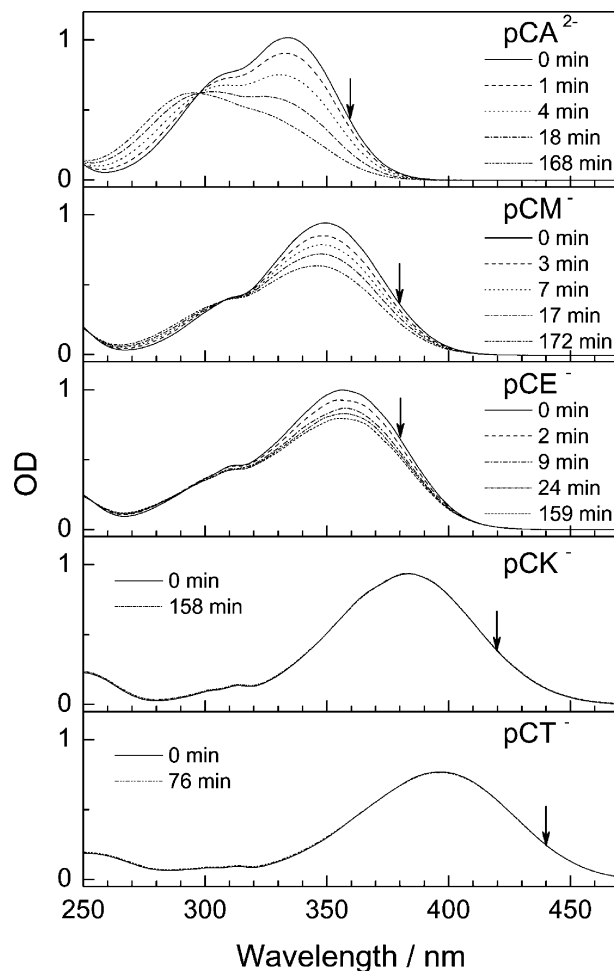 pCA2-
1
0 min
1 min
4 min
18 min
168 min
0
pCM-
1
0 min
3 min
7 min
17 min
172 min
0
pCE-
1
0 min
2 min
9 min
24 min
159 min
0
OD
pCK-
1
0 min
158 min
0
pCT-
1
0 min
76 min
0
250 300 350 400 450
Wavelength / nm